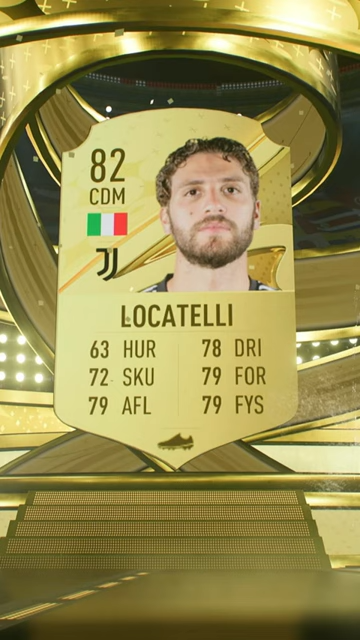 82
CDM
LOCATELLI
63 HUR 78 DRI
72 SKU 79 FOR
79 AFL 79 FYS